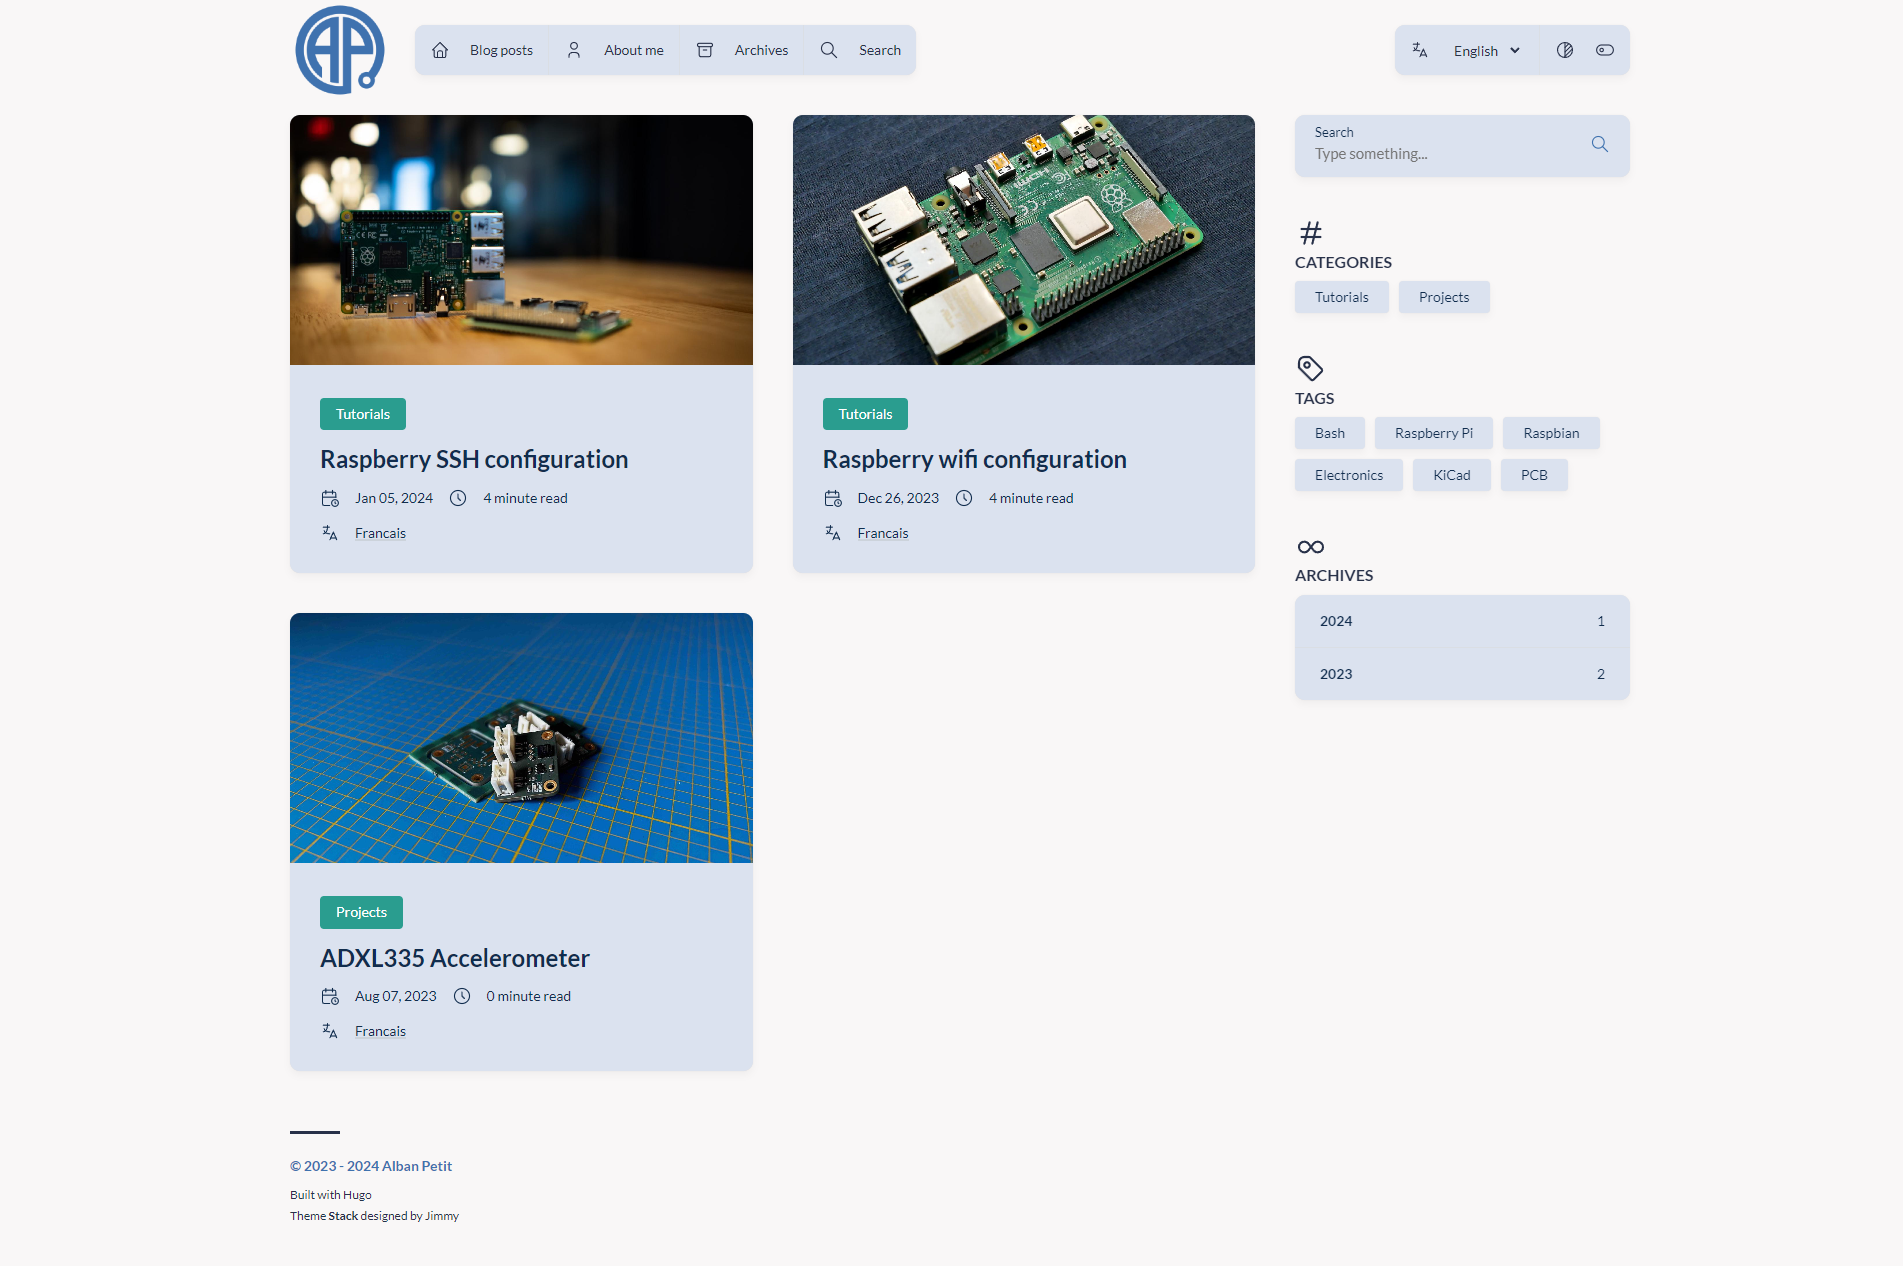 AP
Blog posts
About me
Archives
Search
English
Search
Type something...
CATEGORIES
Tutorials
Projects
TAGS
Bash
Raspberry Pi
Raspbian
Electronics
KiCad
PCB
ARCHIVES
2024 1
2023 2
Tutorials
Raspberry SSH configuration
Jan 05, 2024
4 minute read
Francais
Tutorials
Raspberry wifi configuration
Dec 26, 2023
4 minute read
Francais
Projects
ADXL335 Accelerometer
Aug 07, 2023
0 minute read
Francais
© 2023 - 2024 Alban Petit
Built with Hugo
Theme Stack designed by Jimmy